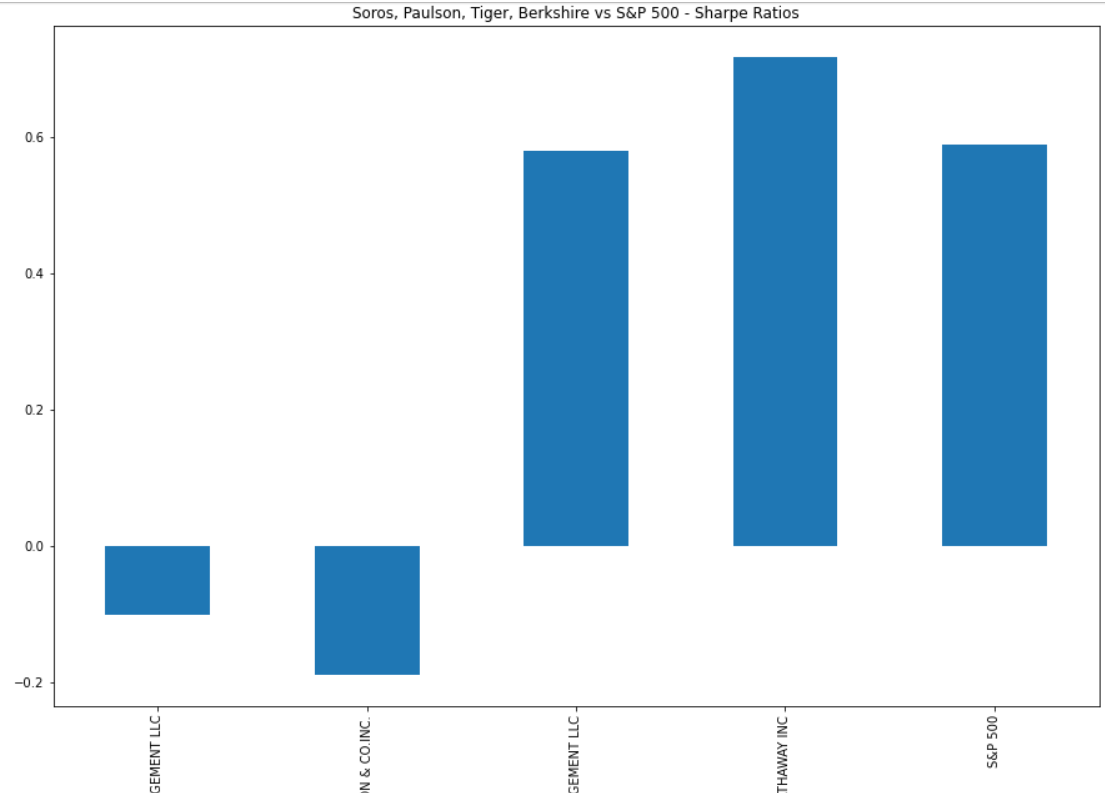 Soros, Paulson, Tiger, Berkshire vs S&P 500 - Sharpe Ratios
0.6
0.4
0.2
0.0
−0.2
GEMENT LLC
ON & CO.INC.
GEMENT LLC
THAWAY INC
S&P 500